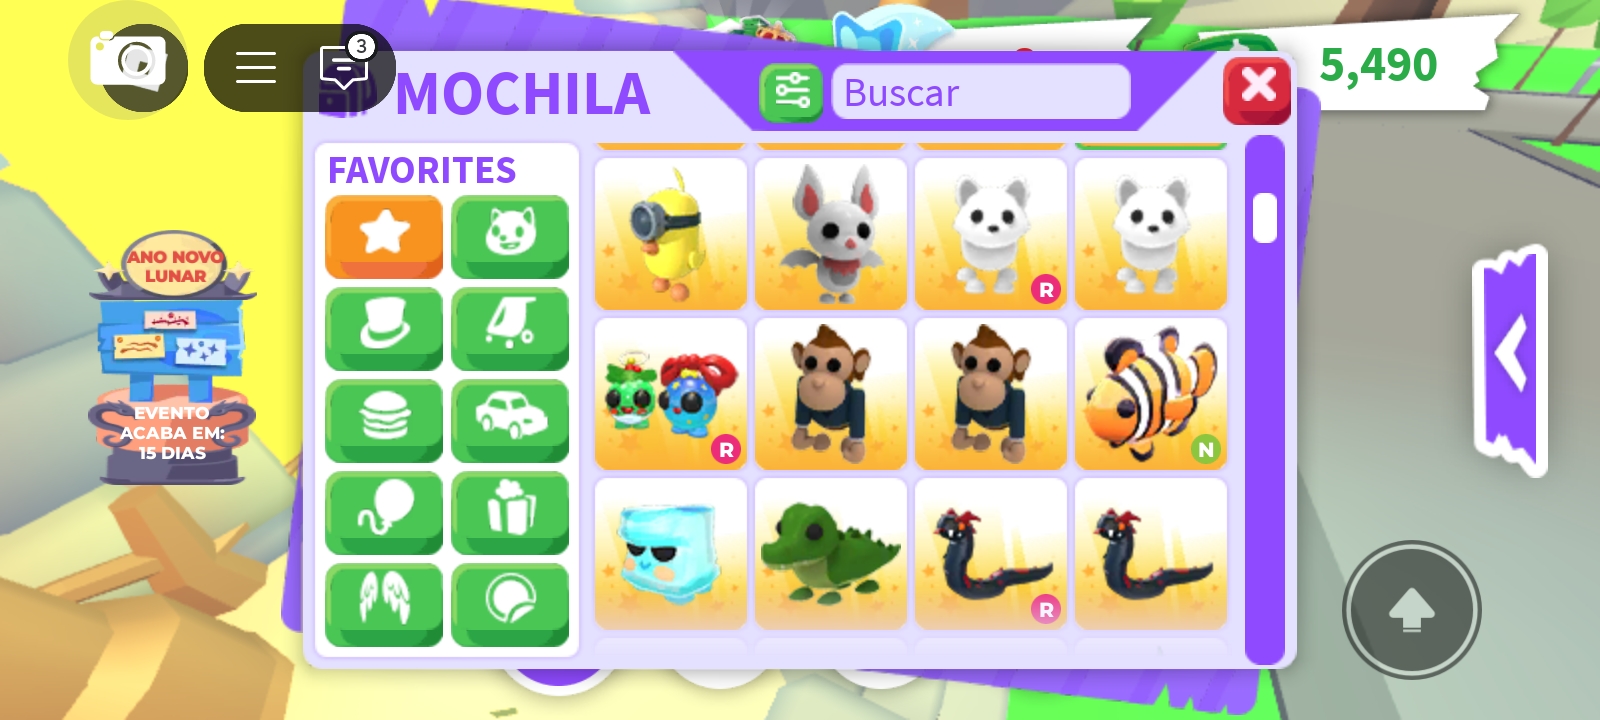 3
MOCHILA
Buscar
5,490
FAVORITES
ANO NOVO
LUNAR
EVENTO
ACABA EM:
15 DIAS
R
R
N
R